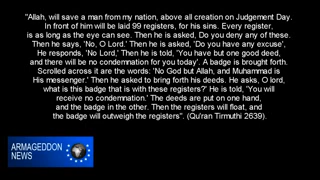 "Allah, will save a man from my nation, above all creation on Judgement Day.
In front of him will be laid 99 registers, for his sins. Every register,
is as long as the eye can see. Then he is asked, Do you deny any of these.
Then he says, 'No, O Lord.' Then he is asked, 'Do you have any excuse',
He responds, 'No, Lord,' Then he is told, 'You have but one good deed,
and there will be no condemnation for you today'. A badge is brought forth.
Scrolled across it are the words: 'No God but Allah, and Muhammad is
His messenger.' Then he asked to bring forth his deeds. He asks, O lord,
what is this badge that is with these registers?' He is told, 'You will
receive no condemnation.' The deeds are put on one hand,
and the badge in the other. Then the registers will float, and
the badge will outweigh the registers". (Qu'ran Tirmuthi 2639).
ARMAGEDDON
NEWS